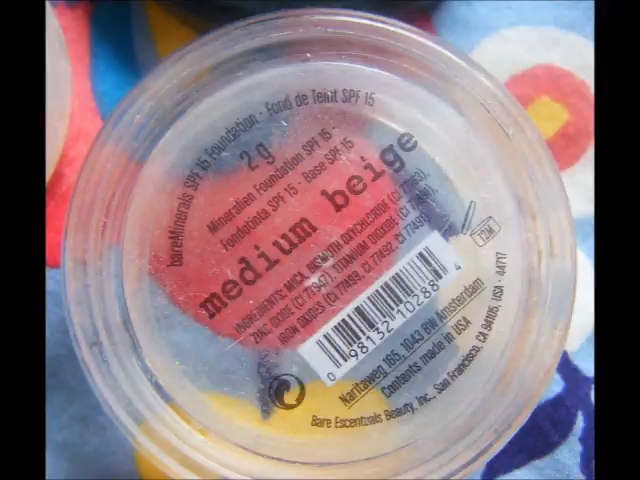 bareMinerals SPF 15 Foundation · Fond de Teint SPF 15
2 g
Mineralien Foundation SPF 15 ·
Fondotinta SPF 15 · Base SPF 15
medium beige
INGREDIENTS: MICA, BISMUTH OXYCHLORIDE (CI 77163),
ZINC OXIDE (CI 77947), TITANIUM DIOXIDE (CI 77891),
IRON OXIDES (CI 77499, CI 77492, CI 77491)
12M
0 98132 10288 4
Naritaweg 165, 1043 BW Amsterdam
Contents made in USA
Bare Escentuals Beauty, Inc., San Francisco, CA 94105, USA · 44717